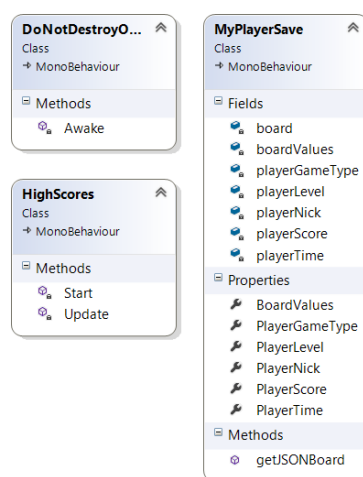 DoNotDestroyO...
Class
MonoBehaviour
Methods
Awake
HighScores
Class
MonoBehaviour
Methods
Start
Update
MyPlayerSave
Class
MonoBehaviour
Fields
board
boardValues
playerGameType
playerLevel
playerNick
playerScore
playerTime
Properties
BoardValues
PlayerGameType
PlayerLevel
PlayerNick
PlayerScore
PlayerTime
Methods
getJSONBoard